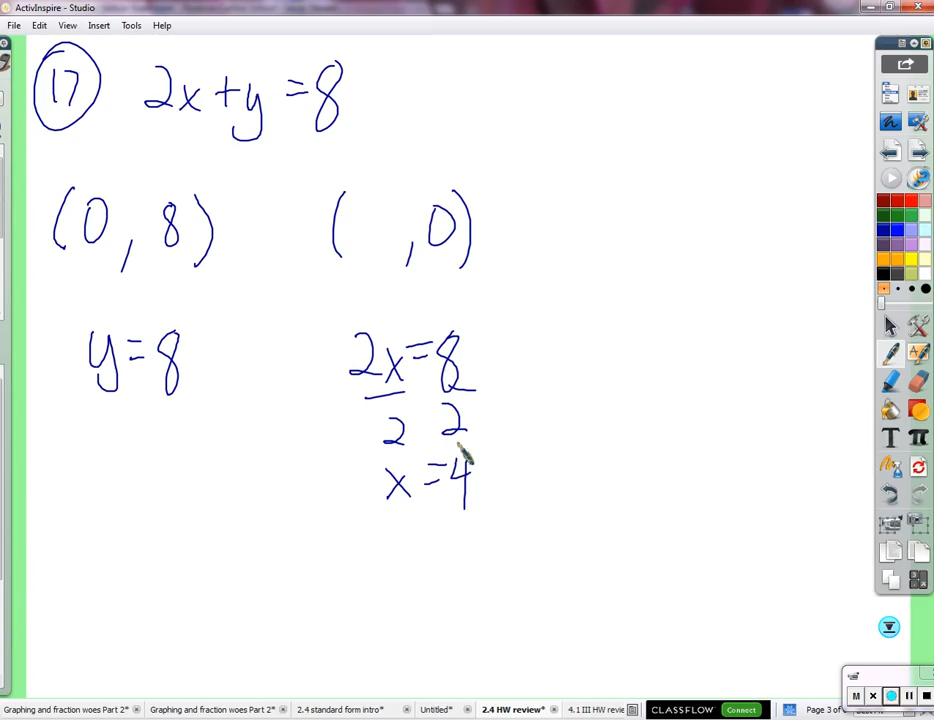 ActivInspire - Studio
File Edit View Insert Tools Help
17 2x + y = 8
(0, 8) ( , 0)
y = 8 2x = 8
2 2
x = 4
Graphing and fraction woes Part 2* Graphing and fraction woes Part 2* 2.4 standard form intro* Untitled* 2.4 HW review* 4.1 III HW revie CLASSFLOW Connect Page 3 of
M